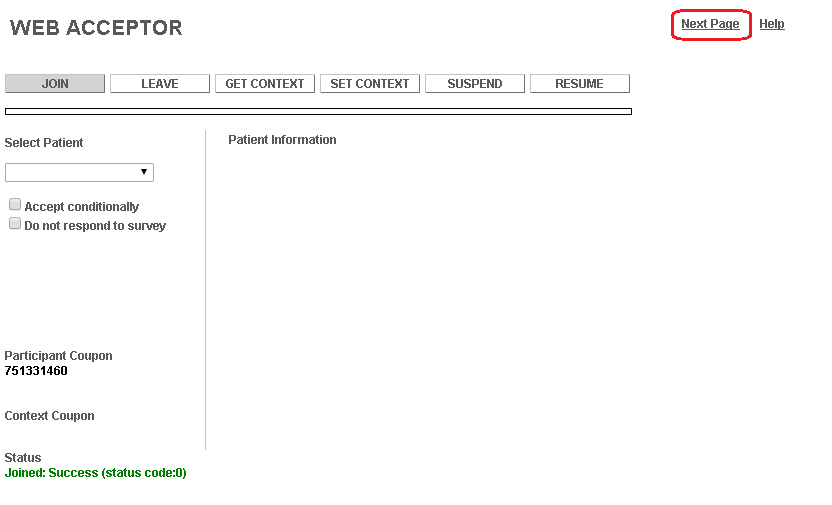 WEB ACCEPTOR
Next Page Help
JOIN LEAVE GET CONTEXT SET CONTEXT SUSPEND RESUME
Select Patient
Patient Information
Accept conditionally
Do not respond to survey
Participant Coupon
751331460
Context Coupon
Status
Joined: Success (status code:0)